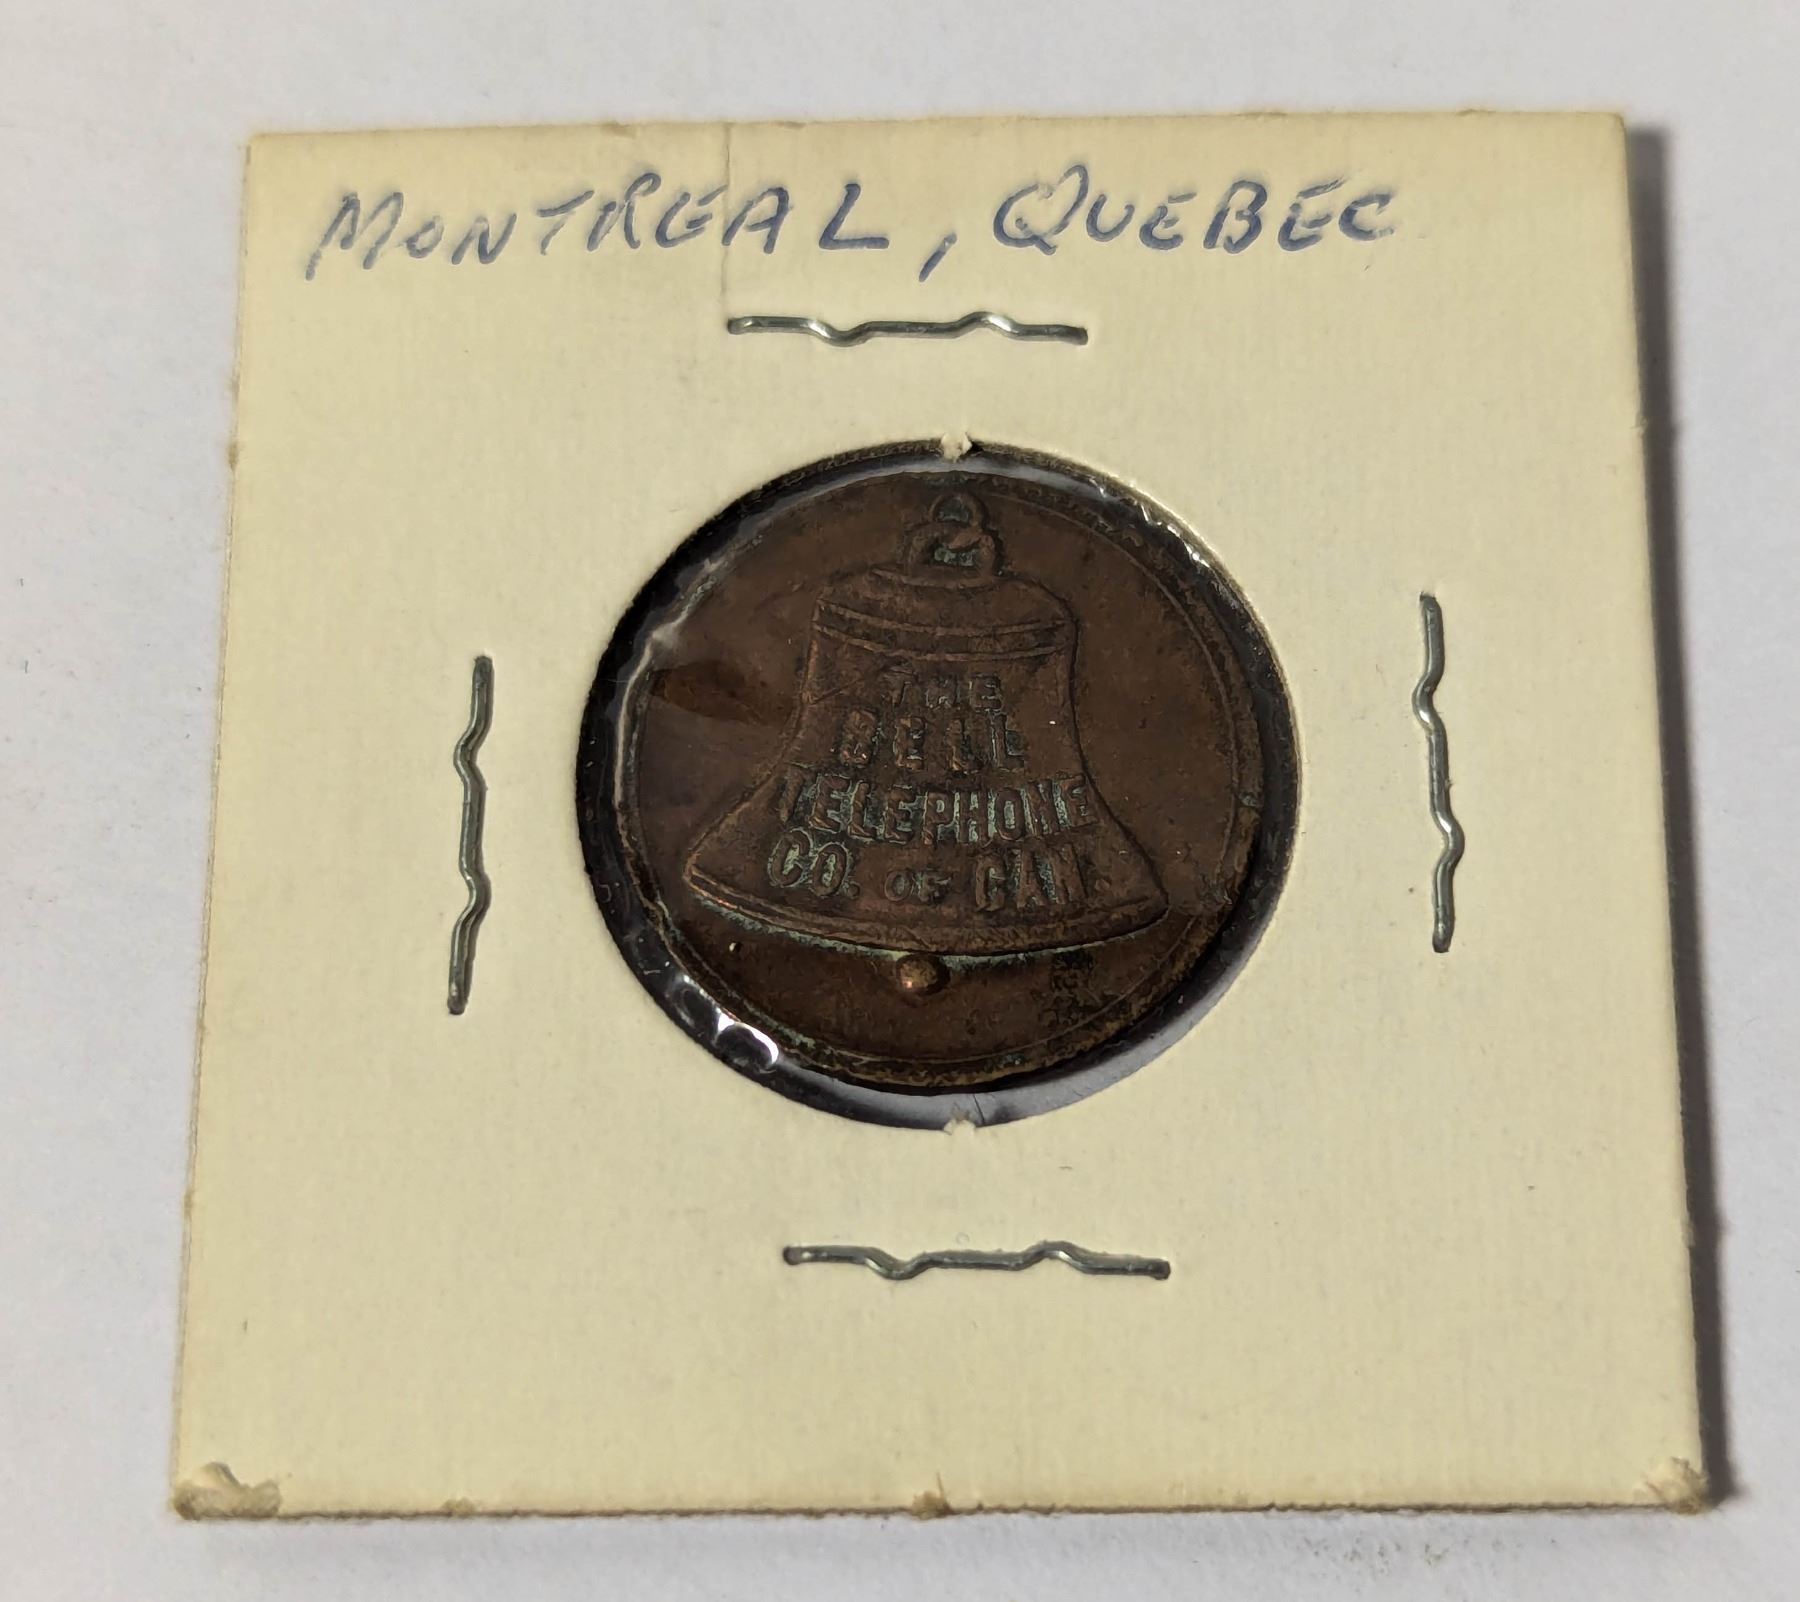 MONTREAL, QUEBEC
THE
BELL
TELEPHONE
CO. OF CAN.